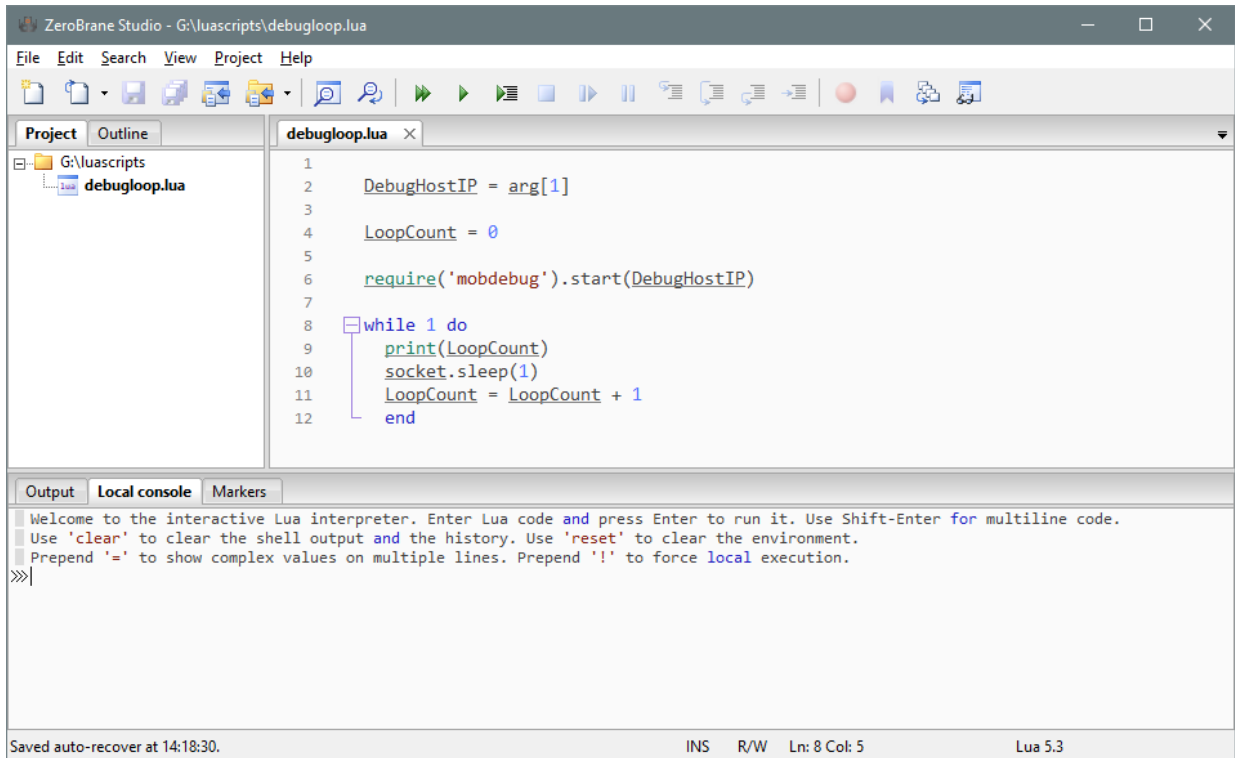 ZeroBrane Studio - G:\luascripts\debugloop.lua
File Edit Search View Project Help
Project Outline
G:\luascripts
lua debugloop.lua
debugloop.lua
1
2 DebugHostIP = arg[1]
3
4 LoopCount = 0
5
6 require('mobdebug').start(DebugHostIP)
7
8 while 1 do
9 print(LoopCount)
10 socket.sleep(1)
11 LoopCount = LoopCount + 1
12 end
Output Local console Markers
Welcome to the interactive Lua interpreter. Enter Lua code and press Enter to run it. Use Shift-Enter for multiline code.
Use 'clear' to clear the shell output and the history. Use 'reset' to clear the environment.
Prepend '=' to show complex values on multiple lines. Prepend '!' to force local execution.
Saved auto-recover at 14:18:30. INS R/W Ln: 8 Col: 5 Lua 5.3